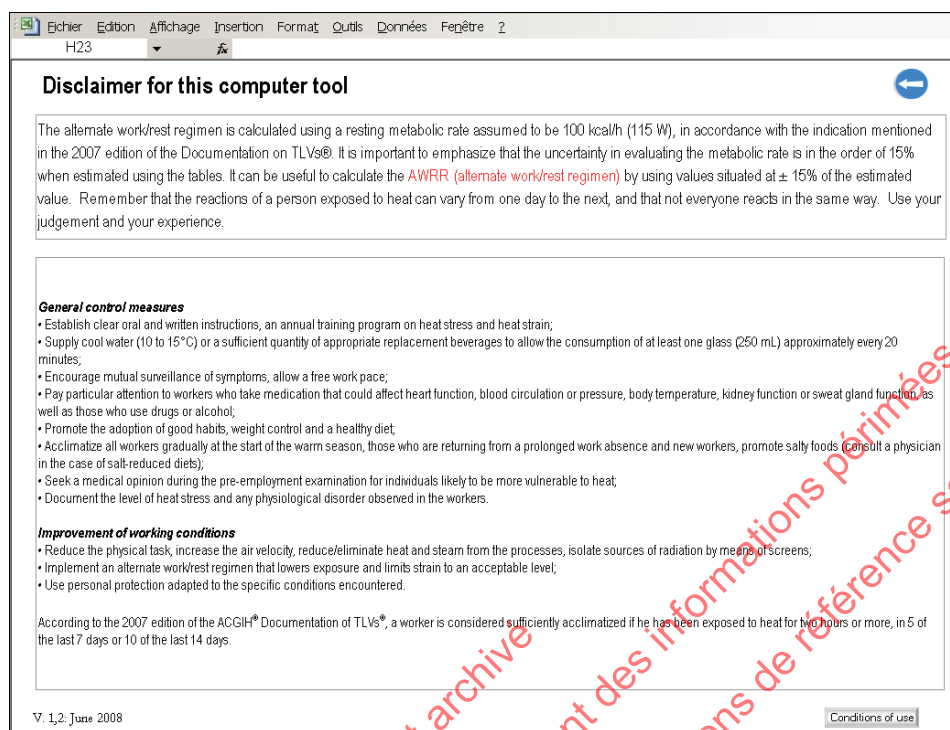 Fichier Edition Affichage Insertion Format Outils Données Fenêtre ?
H23 fx
Disclaimer for this computer tool
The alternate work/rest regimen is calculated using a resting metabolic rate assumed to be 100 kcal/h (115 W), in accordance with the indication mentioned
in the 2007 edition of the Documentation on TLVs®. It is important to emphasize that the uncertainty in evaluating the metabolic rate is in the order of 15%
when estimated using the tables. It can be useful to calculate the AWRR (alternate work/rest regimen) by using values situated at ± 15% of the estimated
value. Remember that the reactions of a person exposed to heat can vary from one day to the next, and that not everyone reacts in the same way. Use your
judgement and your experience.
General control measures
• Establish clear oral and written instructions, an annual training program on heat stress and heat strain;
• Supply cool water (10 to 15°C) or a sufficient quantity of appropriate replacement beverages to allow the consumption of at least one glass (250 mL) approximately every 20
minutes;
• Encourage mutual surveillance of symptoms, allow a free work pace;
• Pay particular attention to workers who take medication that could affect heart function, blood circulation or pressure, body temperature, kidney function or sweat gland function, as
well as those who use drugs or alcohol;
• Promote the adoption of good habits, weight control and a healthy diet;
• Acclimatize all workers gradually at the start of the warm season, those who are returning from a prolonged work absence and new workers, promote salty foods (consult a physician
in the case of salt-reduced diets);
• Seek a medical opinion during the pre-employment examination for individuals likely to be more vulnerable to heat;
• Document the level of heat stress and any physiological disorder observed in the workers.
Improvement of working conditions
• Reduce the physical task, increase the air velocity, reduce/eliminate heat and steam from the processes, isolate sources of radiation by means of screens;
• Implement an alternate work/rest regimen that lowers exposure and limits strain to an acceptable level;
• Use personal protection adapted to the specific conditions encountered.
According to the 2007 edition of the ACGIH® Documentation of TLVs®, a worker is considered sufficiently acclimatized if he has been exposed to heat for two hours or more, in 5 of
the last 7 days or 10 of the last 14 days.
V. 1,2: June 2008
Conditions of use
archive
des informations périmées
de référence